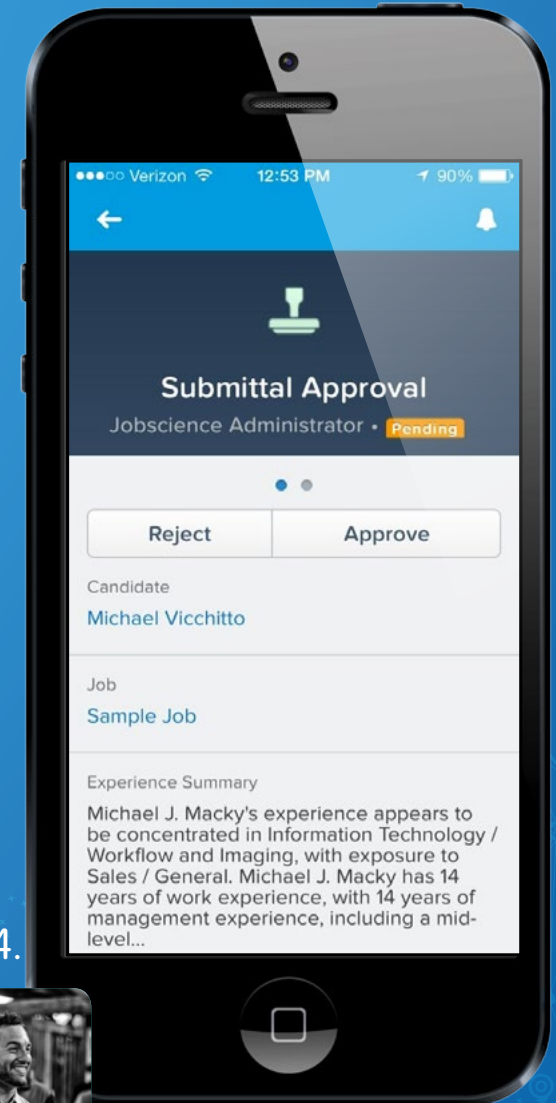 Verizon 12:53 PM 90%
Submittal Approval
Jobscience Administrator • Pending
Reject Approve
Candidate
Michael Vicchitto
Job
Sample Job
Experience Summary
Michael J. Macky's experience appears to
be concentrated in Information Technology /
Workflow and Imaging, with exposure to
Sales / General. Michael J. Macky has 14
years of work experience, with 14 years of
management experience, including a mid-
level...
4.